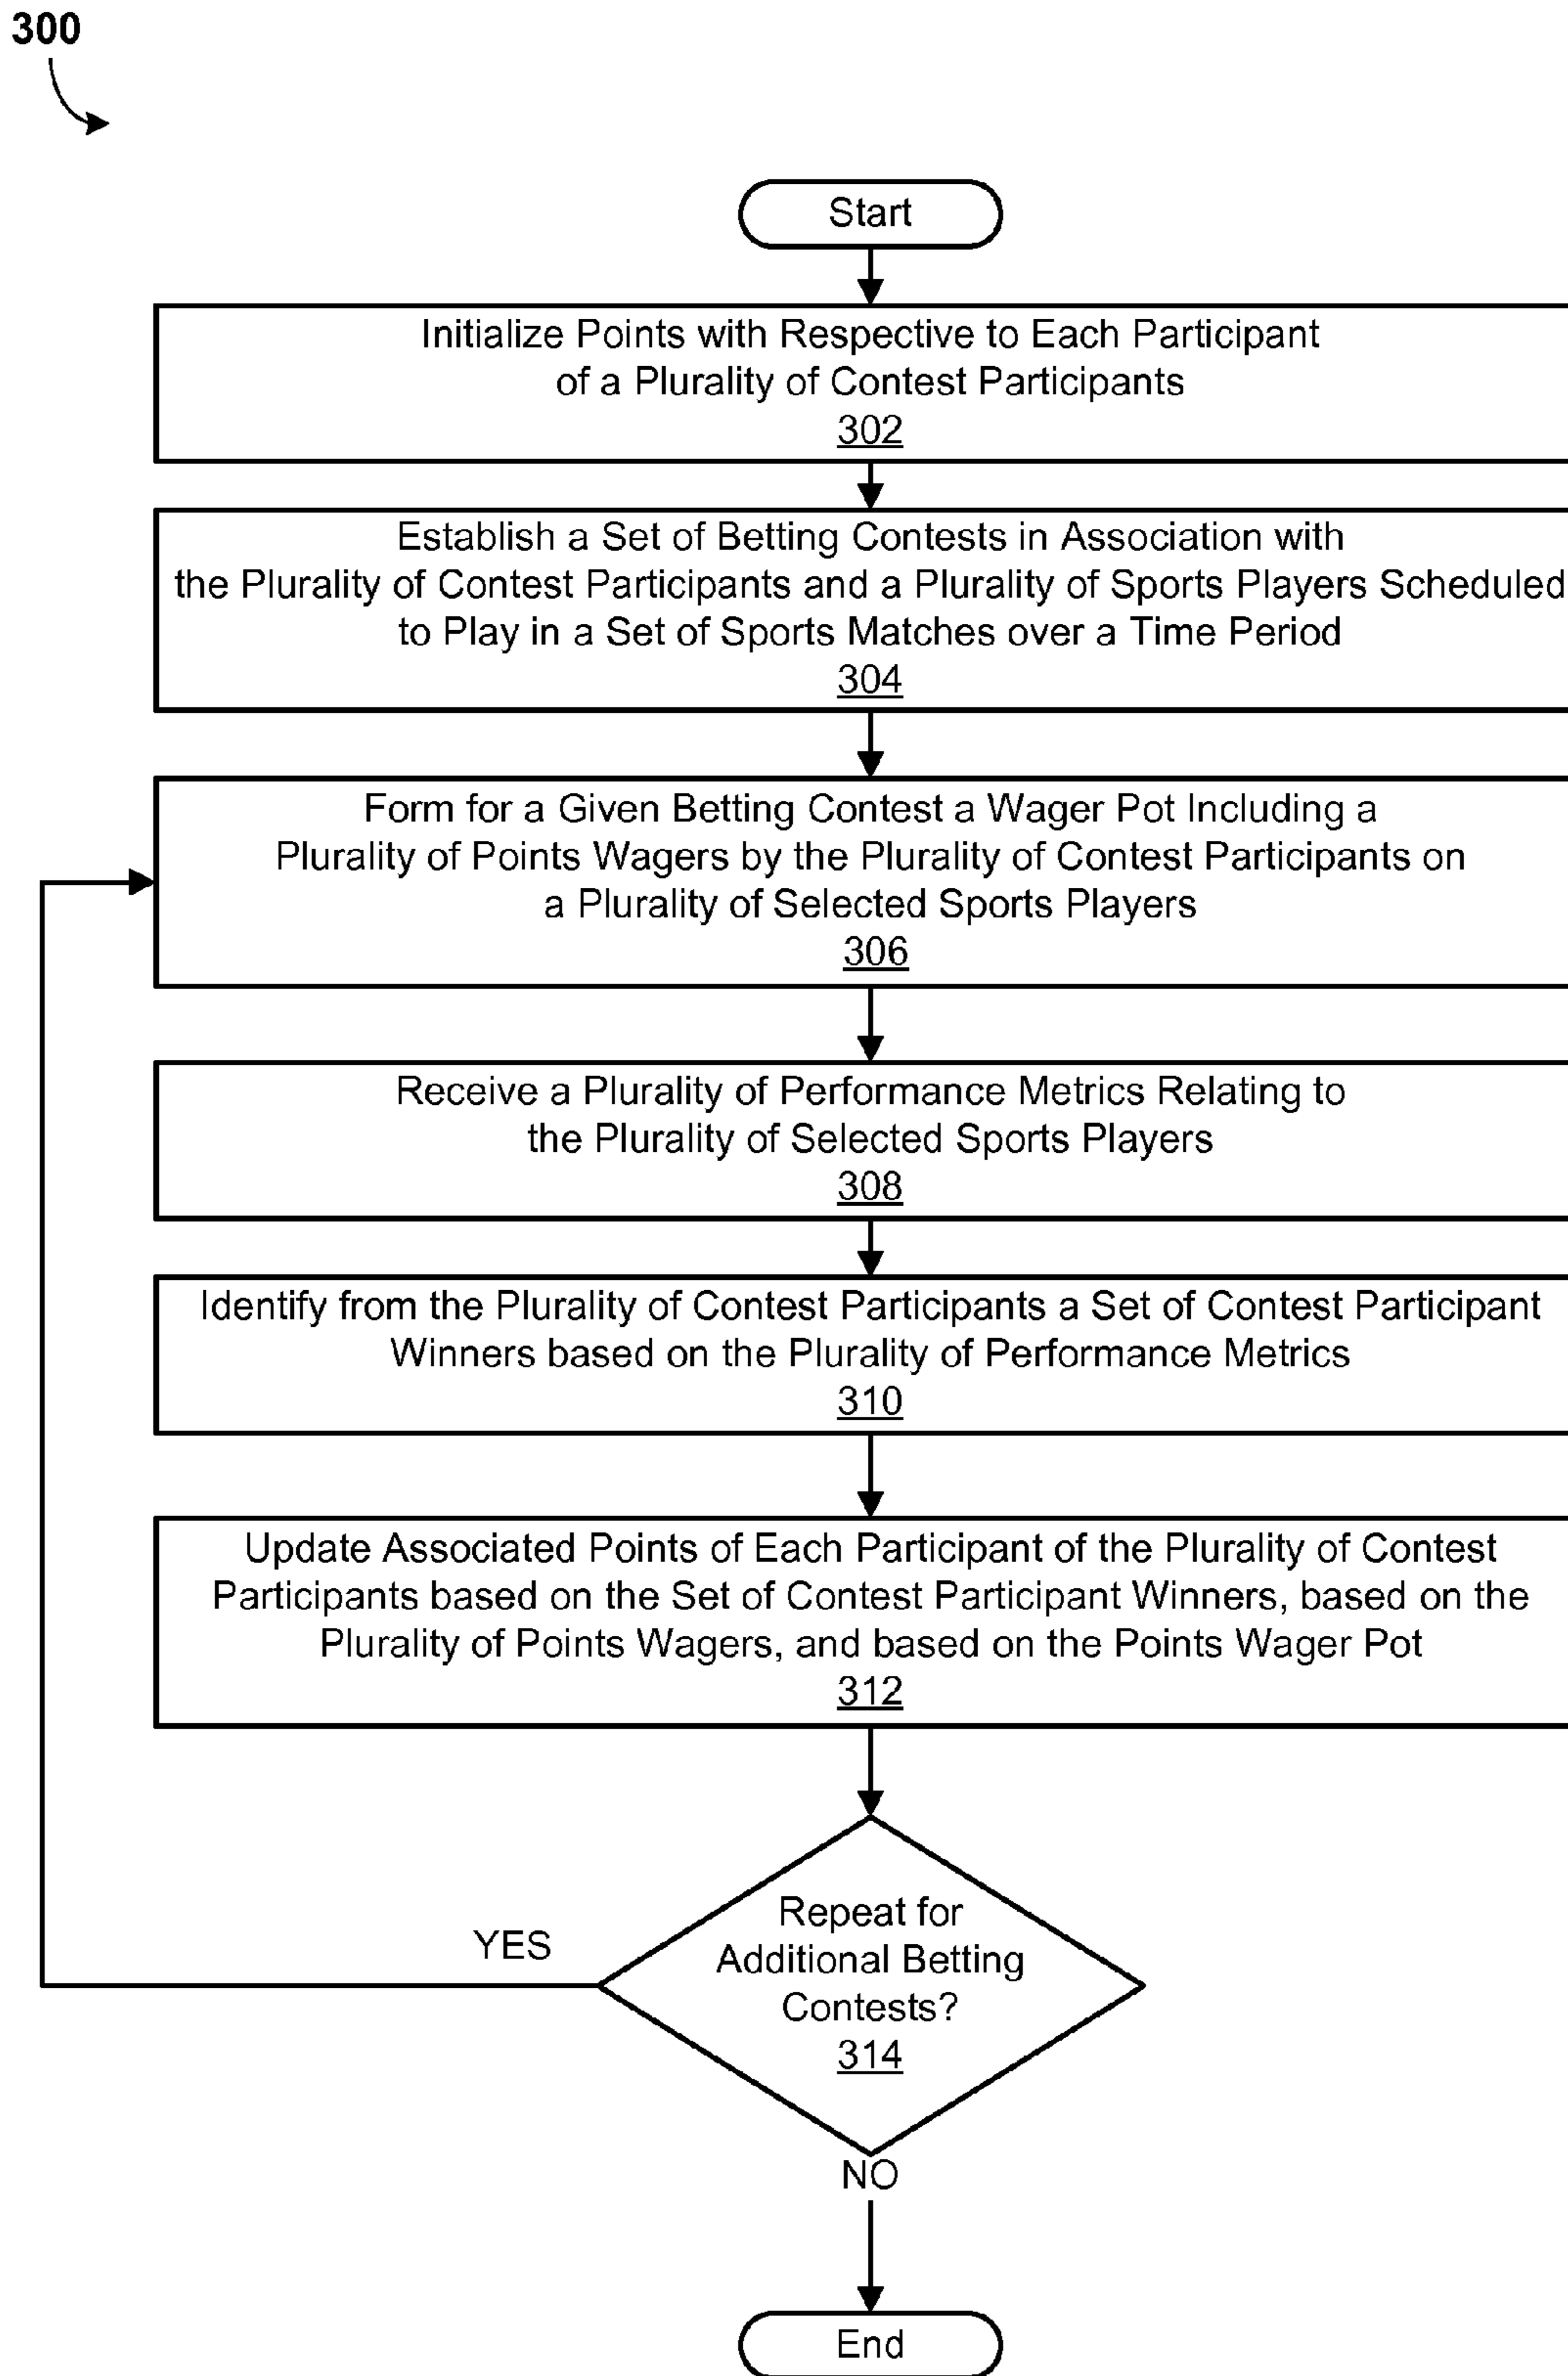 300
Start
Initialize Points with Respective to Each Participant
of a Plurality of Contest Participants
302
Establish a Set of Betting Contests in Association with
the Plurality of Contest Participants and a Plurality of Sports Players Scheduled
to Play in a Set of Sports Matches over a Time Period
304
Form for a Given Betting Contest a Wager Pot Including a
Plurality of Points Wagers by the Plurality of Contest Participants on
a Plurality of Selected Sports Players
306
Receive a Plurality of Performance Metrics Relating to
the Plurality of Selected Sports Players
308
Identify from the Plurality of Contest Participants a Set of Contest Participant
Winners based on the Plurality of Performance Metrics
310
Update Associated Points of Each Participant of the Plurality of Contest
Participants based on the Set of Contest Participant Winners, based on the
Plurality of Points Wagers, and based on the Points Wager Pot
312
Repeat for
YES
Additional Betting
Contests?
314
NO
End